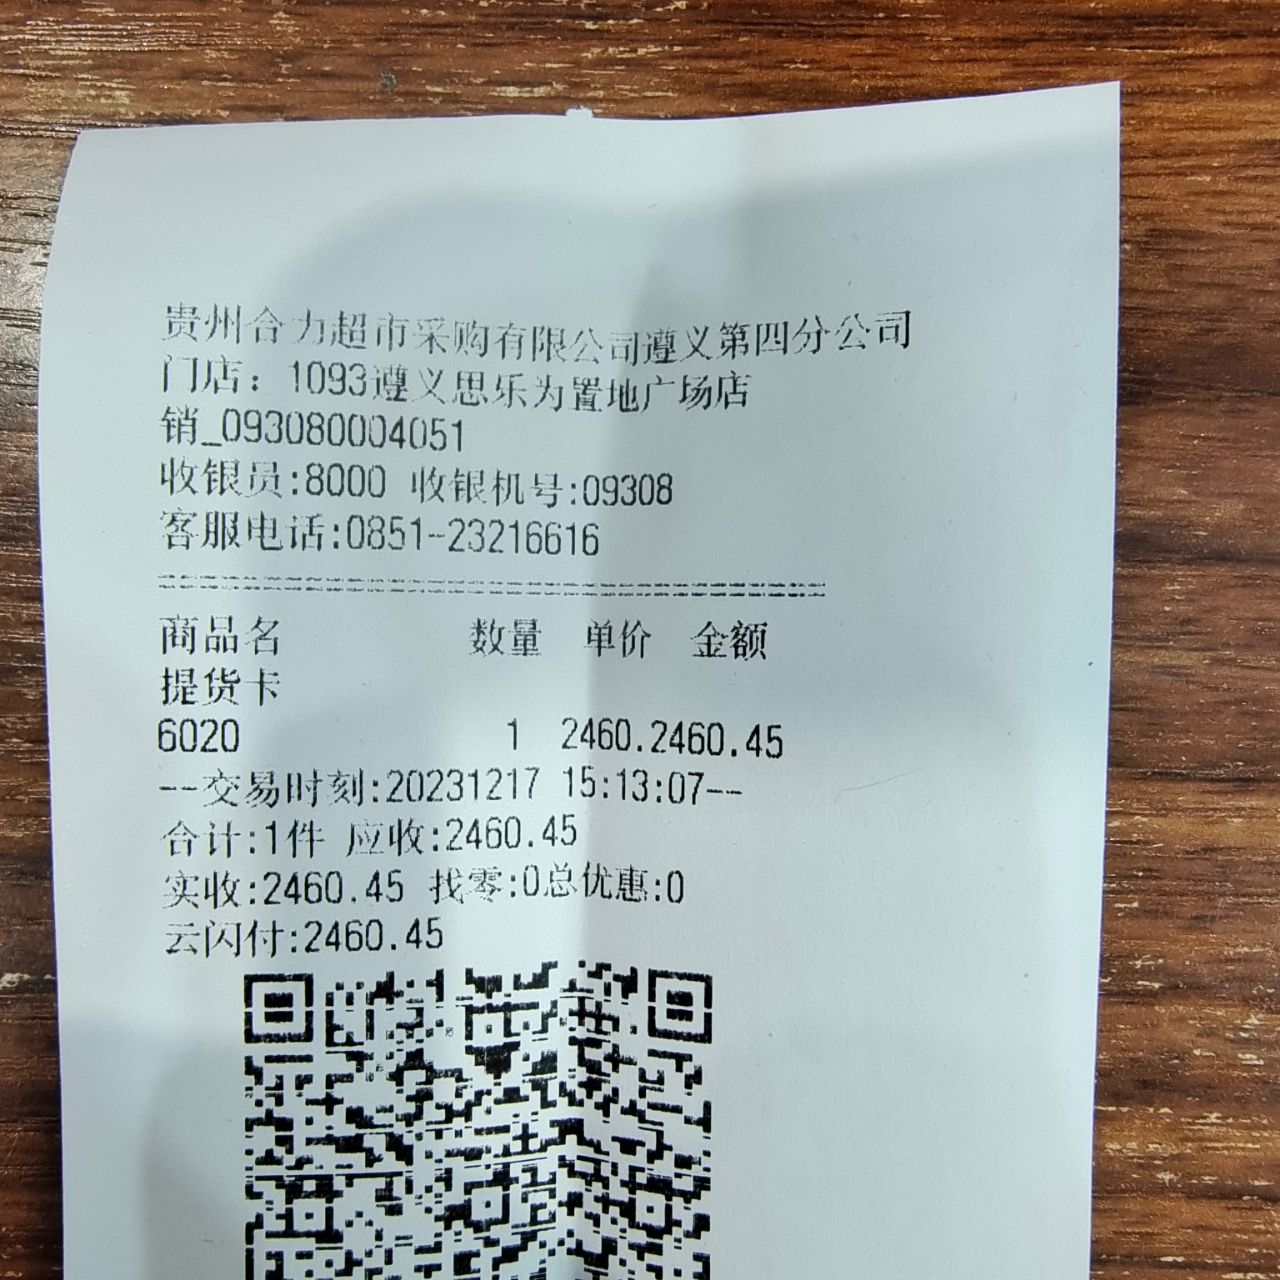 贵州合力超市采购有限公司遵义第四分公司
门店：1093遵义思乐为置地广场店
销_093080004051
收银员:8000 收银机号:09308
客服电话:0851-23216616
商品名 数量 单价 金额
提货卡
6020 1 2460.2460.45
--交易时刻:20231217 15:13:07--
合计:1件 应收:2460.45
实收:2460.45 找零:0总优惠:0
云闪付:2460.45